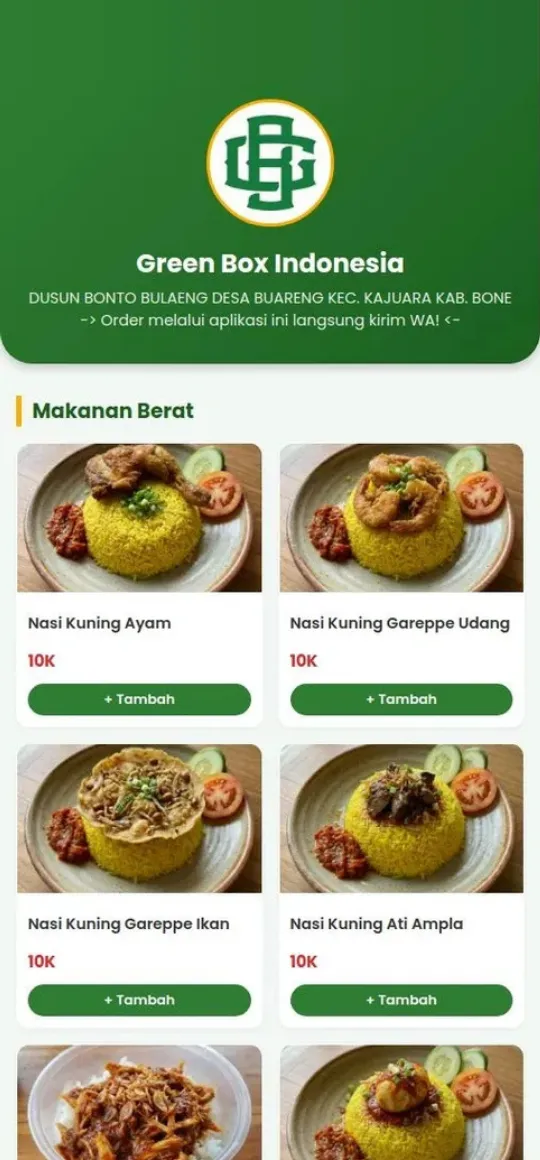 GB
Green Box Indonesia
DUSUN BONTO BULAENG DESA BUARENG KEC. KAJUARA KAB. BONE
-> Order melalui aplikasi ini langsung kirim WA! <-
Makanan Berat
Nasi Kuning Ayam
10K
+ Tambah
Nasi Kuning Gareppe Udang
10K
+ Tambah
Nasi Kuning Gareppe Ikan
10K
+ Tambah
Nasi Kuning Ati Ampla
10K
+ Tambah